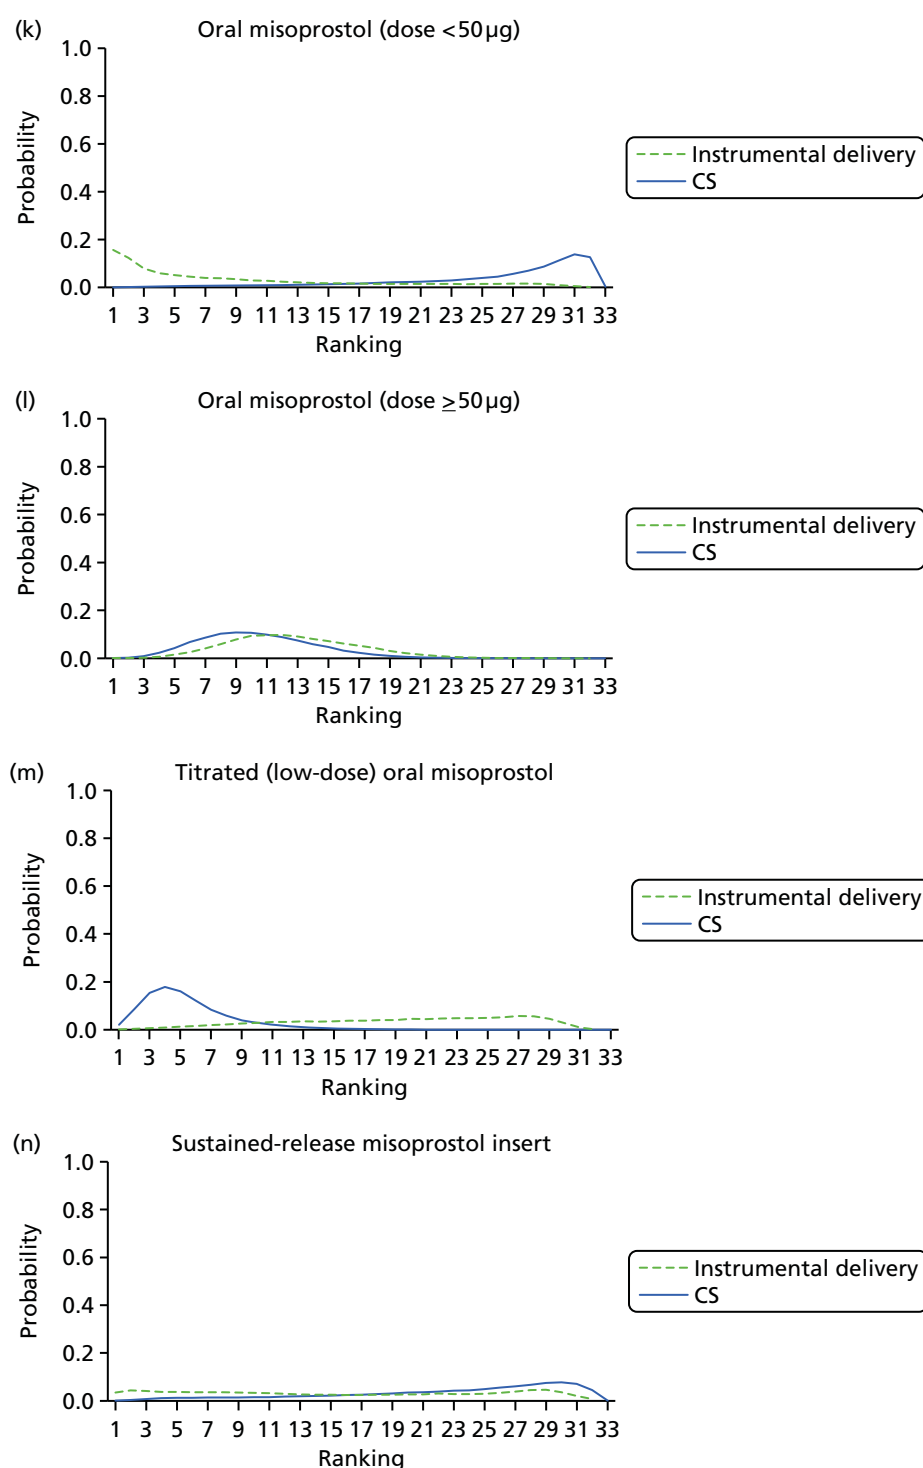 (k) Oral misoprostol (dose <50µg)
1.0
0.8
0.6
0.4
0.2
0.0
Probability
1 3 5 7 9 11 13 15 17 19 21 23 25 27 29 31 33
Ranking
Instrumental delivery
CS
(l) Oral misoprostol (dose ≥50µg)
1.0
0.8
0.6
0.4
0.2
0.0
Probability
1 3 5 7 9 11 13 15 17 19 21 23 25 27 29 31 33
Ranking
Instrumental delivery
CS
(m) Titrated (low-dose) oral misoprostol
1.0
0.8
0.6
0.4
0.2
0.0
Probability
1 3 5 7 9 11 13 15 17 19 21 23 25 27 29 31 33
Ranking
Instrumental delivery
CS
(n) Sustained-release misoprostol insert
1.0
0.8
0.6
0.4
0.2
0.0
Probability
1 3 5 7 9 11 13 15 17 19 21 23 25 27 29 31 33
Ranking
Instrumental delivery
CS